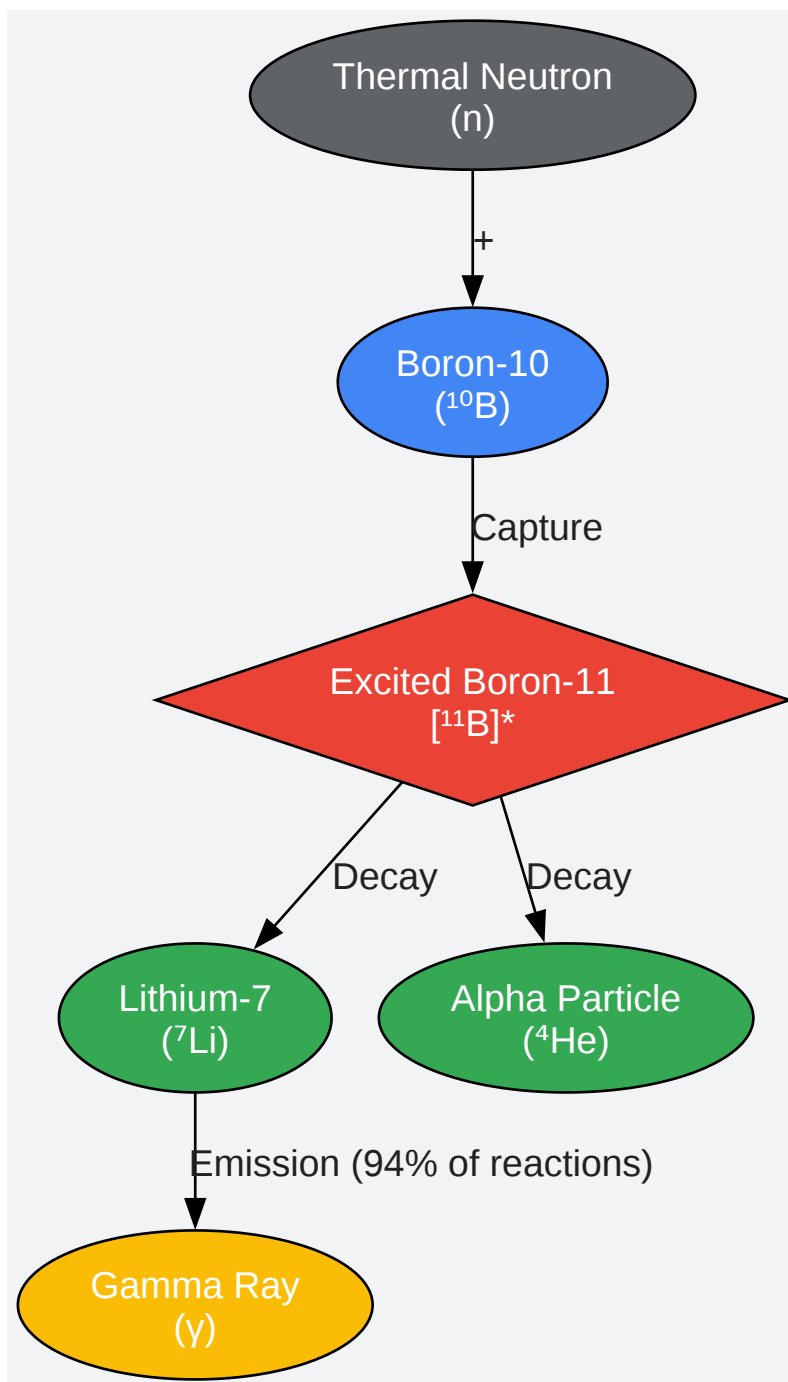 Thermal Neutron
(n)
+
Boron-10
(¹⁰B)
Capture
Excited Boron-11
[¹¹B]*
Decay
Decay
Lithium-7
(⁷Li)
Alpha Particle
(⁴He)
Emission (94% of reactions)
Gamma Ray
(γ)